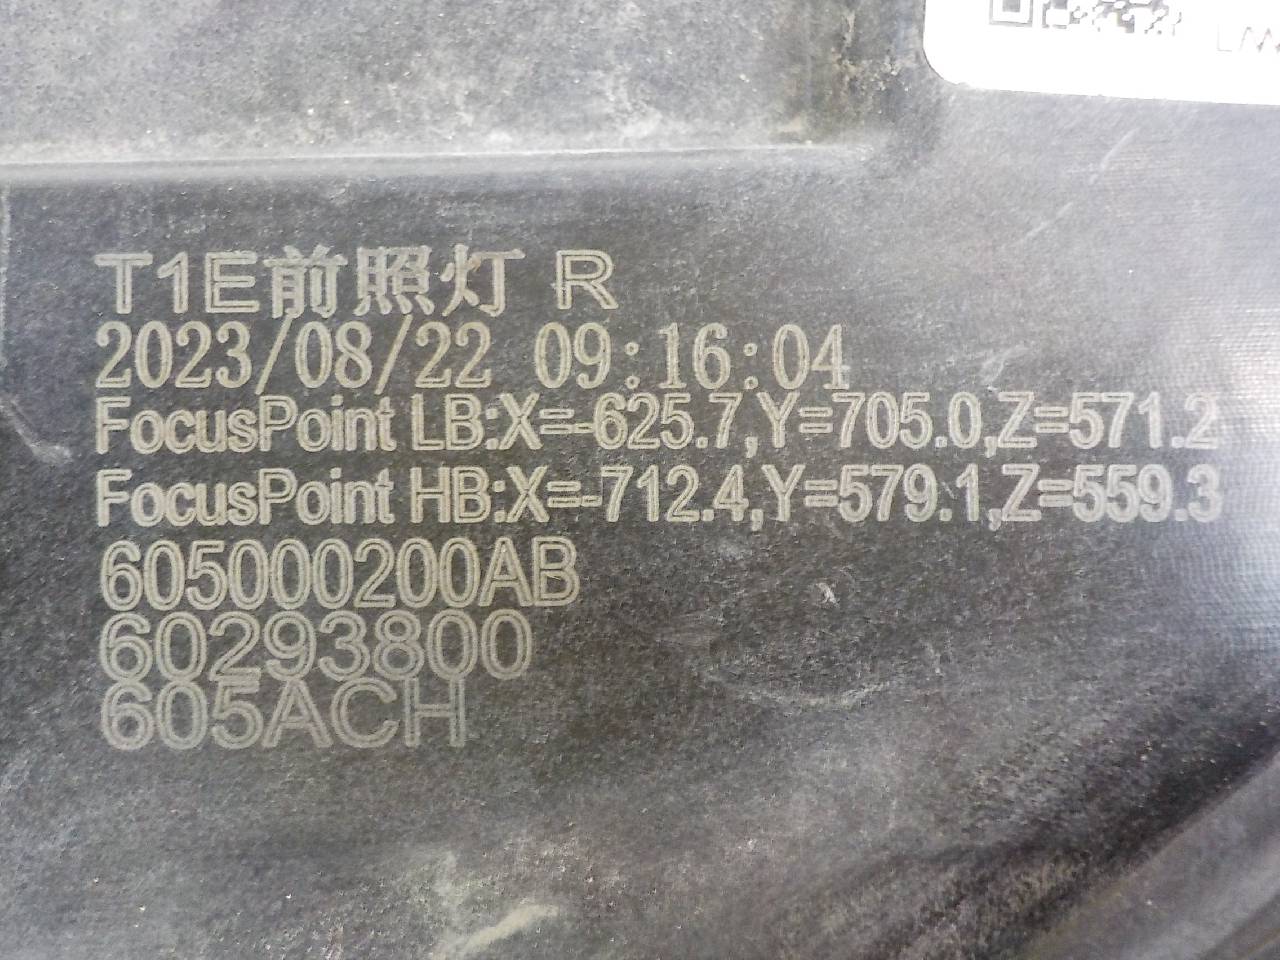 T1E前照灯 R
2023/08/22 09:16:04
FocusPoint LB:X=-625.7,Y=705.0,Z=571.2
FocusPoint HB:X=-712.4,Y=579.1,Z=559.3
605000200AB
60293800
605ACH